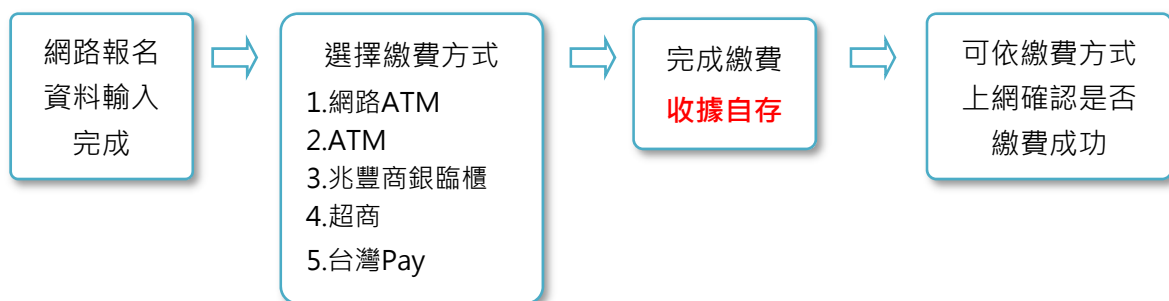 網路報名
資料輸入
完成
選擇繳費方式
1.網路ATM
2.ATM
3.兆豐商銀臨櫃
4.超商
5.台灣Pay
完成繳費
收據自存
可依繳費方式
上網確認是否
繳費成功